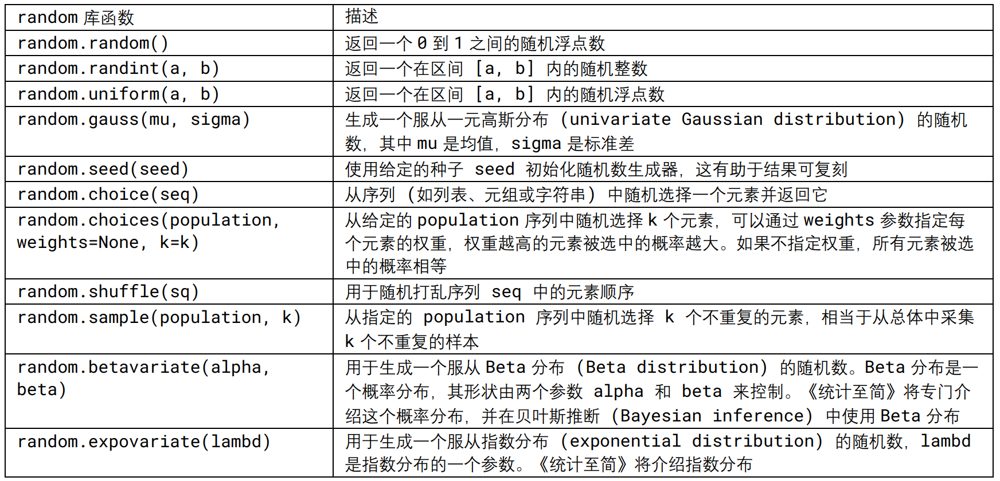 random 库函数
描述
random.random()
返回一个 0 到 1 之间的随机浮点数
random.randint(a, b)
返回一个在区间 [a, b] 内的随机整数
random.uniform(a, b)
返回一个在区间 [a, b] 内的随机浮点数
random.gauss(mu, sigma)
生成一个服从一元高斯分布 (univariate Gaussian distribution) 的随机
数，其中 mu 是均值，sigma 是标准差
random.seed(seed)
使用给定的种子 seed 初始化随机数生成器，这有助于结果可复刻
random.choice(seq)
从序列 (如列表、元组或字符串) 中随机选择一个元素并返回它
random.choices(population,
weights=None, k=k)
从给定的 population 序列中随机选择 k 个元素，可以通过 weights 参数指定每
个元素的权重，权重越高的元素被选中的概率越大。如果不指定权重，所有元素被选
中的概率相等
random.shuffle(sq)
用于随机打乱序列 seq 中的元素顺序
random.sample(population, k)
从指定的 population 序列中随机选择 k 个不重复的元素，相当于从总体中采集
k 个不重复的样本
random.betavariate(alpha,
beta)
用于生成一个服从 Beta 分布 (Beta distribution) 的随机数。Beta 分布是一
个概率分布，其形状由两个参数 alpha 和 beta 来控制。《统计至简》将专门介
绍这个概率分布，并在贝叶斯推断 (Bayesian inference) 中使用 Beta 分布
random.expovariate(lambd)
用于生成一个服从指数分布 (exponential distribution) 的随机数，lambd
是指数分布的一个参数。《统计至简》将介绍指数分布